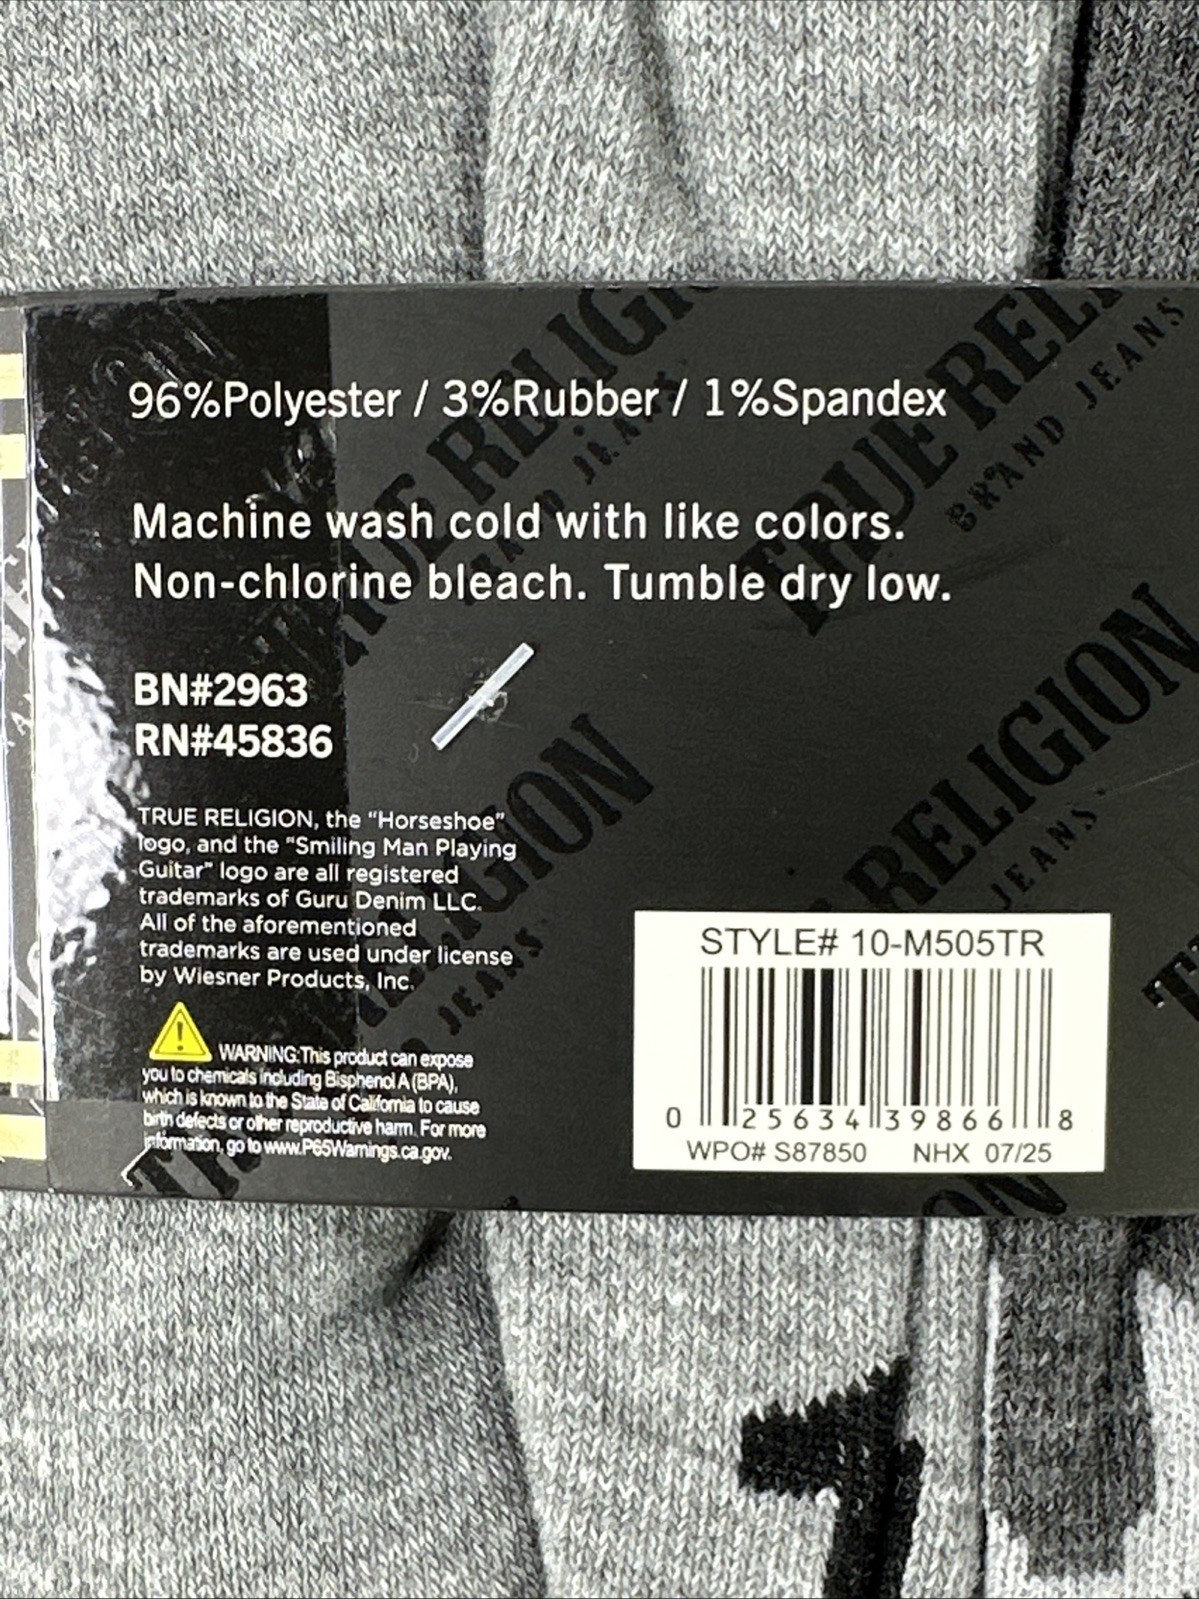 96%Polyester / 3%Rubber / 1%Spandex
Machine wash cold with like colors.
Non-chlorine bleach. Tumble dry low.
BN#2963
RN#45836
TRUE RELIGION, the “Horseshoe”
logo, and the “Smiling Man Playing
Guitar” logo are all registered
trademarks of Guru Denim LLC.
All of the aforementioned
trademarks are used under license
by Wiesner Products, Inc.
WARNING:This product can expose
you to chemicals including Bisphenol A (BPA),
which is known to the State of California to cause
birth defects or other reproductive harm. For more
information, go to www.P65Warnings.ca.gov.
STYLE# 10-M505TR
0 25634 39866 8
WPO# S87850 NHX 07/25
TRUE RELIGION
BRAND JEANS
TRUE RELIGION
BRAND JEANS
RELIGION
JEANS
RELIGION
JEANS